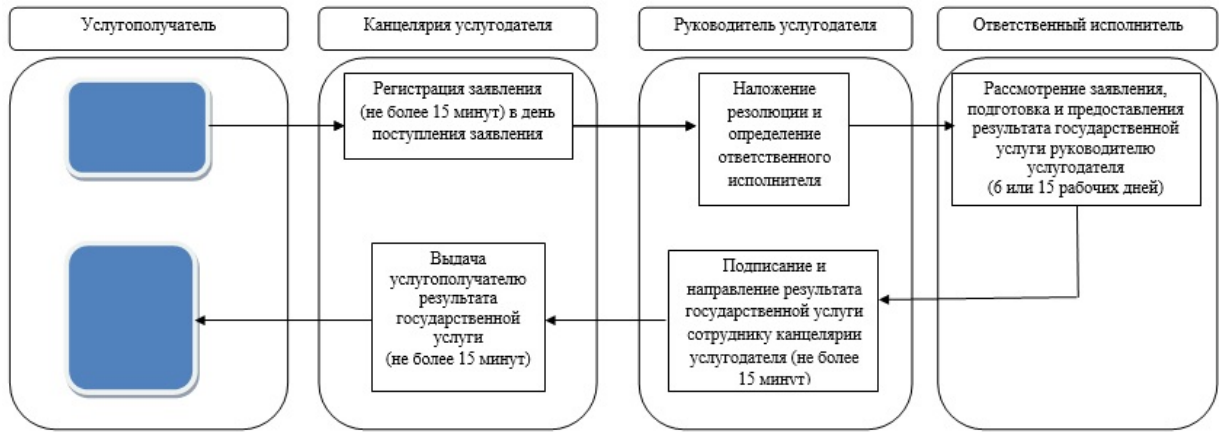 Услугополучатель
Канцелярия услугодателя
Руководитель услугодателя
Ответственный исполнитель
Регистрация заявления
(не более 15 минут) в день
поступления заявления
Наложение
резолюции и
определение
ответственного
исполнителя
Рассмотрение заявления,
подготовка и предоставления
результата государственной
услуги руководителю
услугодателя
(6 или 15 рабочих дней)
Выдача
услугополучателю
результата
государственной
услуги
(не более 15 минут)
Подписание и
направление результата
государственной услуги
сотруднику канцелярии
услугодателя (не более
15 минут)